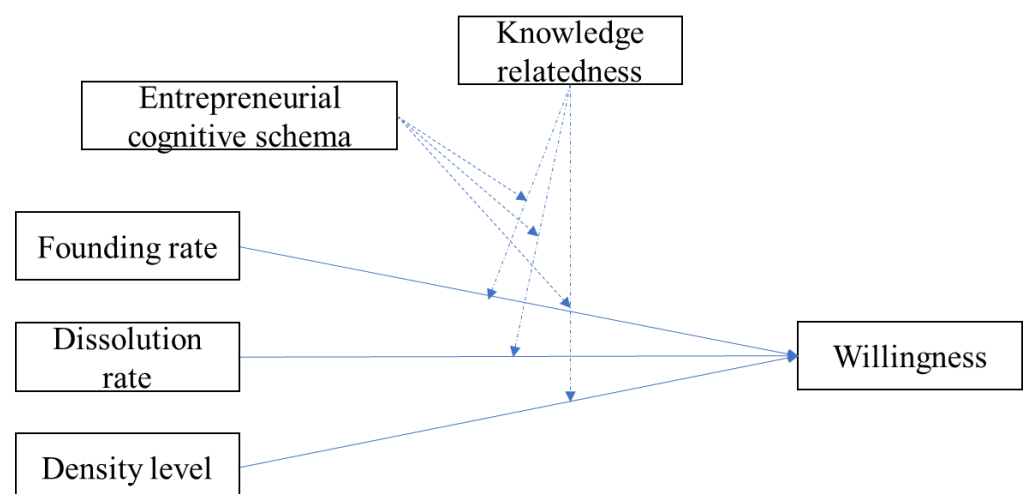 Knowledge
relatedness
Entrepreneurial
cognitive schema
Founding rate
Dissolution
rate
Willingness
Density level